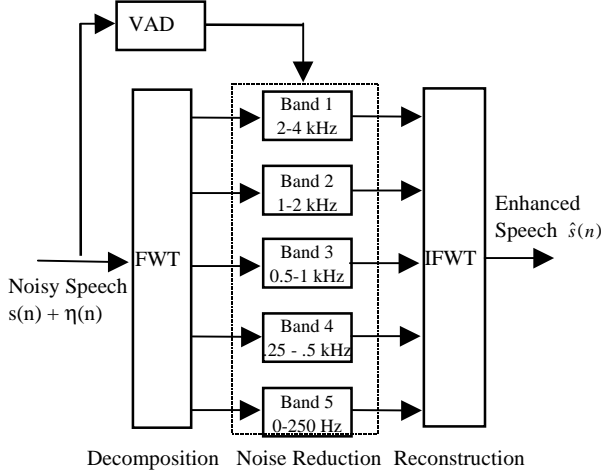 VAD
Band 1
2-4 kHz
Band 2
1-2 kHz
Band 3
0.5-1 kHz
Band 4
.25 - .5 kHz
Band 5
0-250 Hz
FWT
IFWT
Noisy Speech
s(n) + η(n)
Enhanced
Speech ŝ(n)
Decomposition Noise Reduction Reconstruction